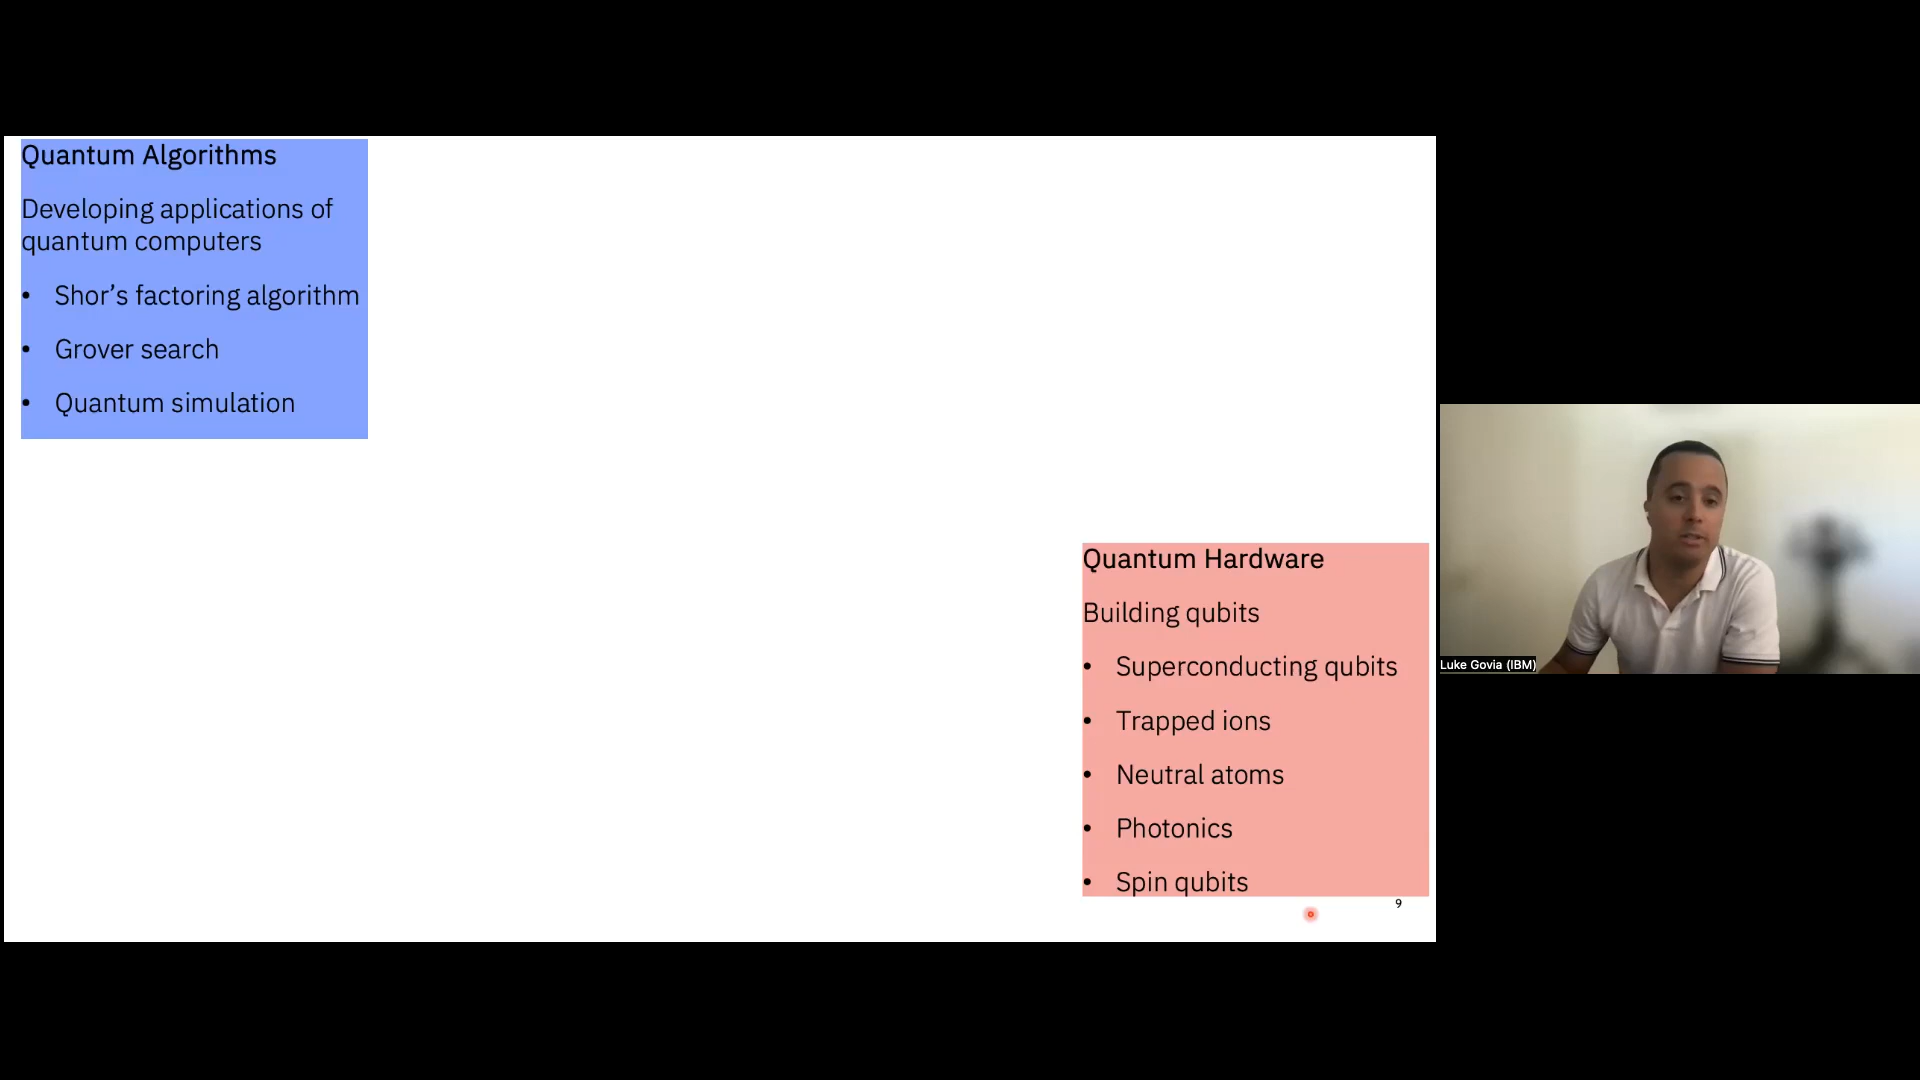 Quantum Algorithms
Developing applications of
quantum computers
• Shor’s factoring algorithm
• Grover search
• Quantum simulation
Quantum Hardware
Building qubits
• Superconducting qubits
• Trapped ions
• Neutral atoms
• Photonics
• Spin qubits
9
Luke Govia (IBM)